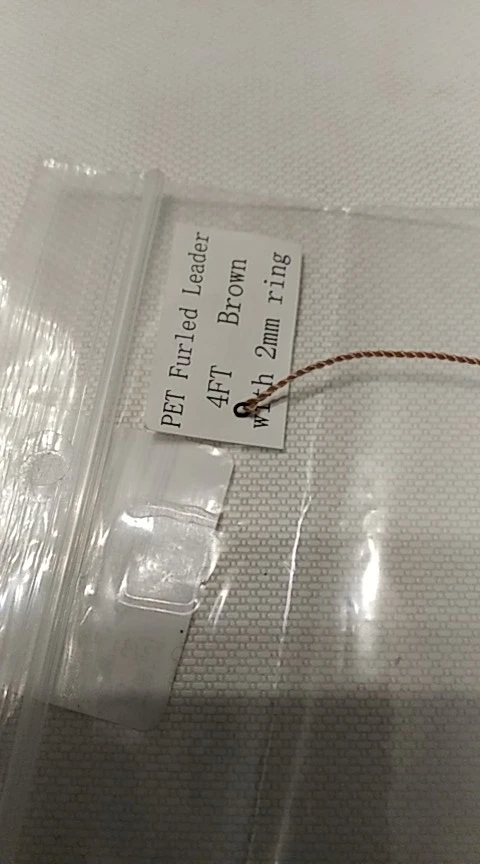 PET Furled Leader
4FT Brown
with 2mm ring